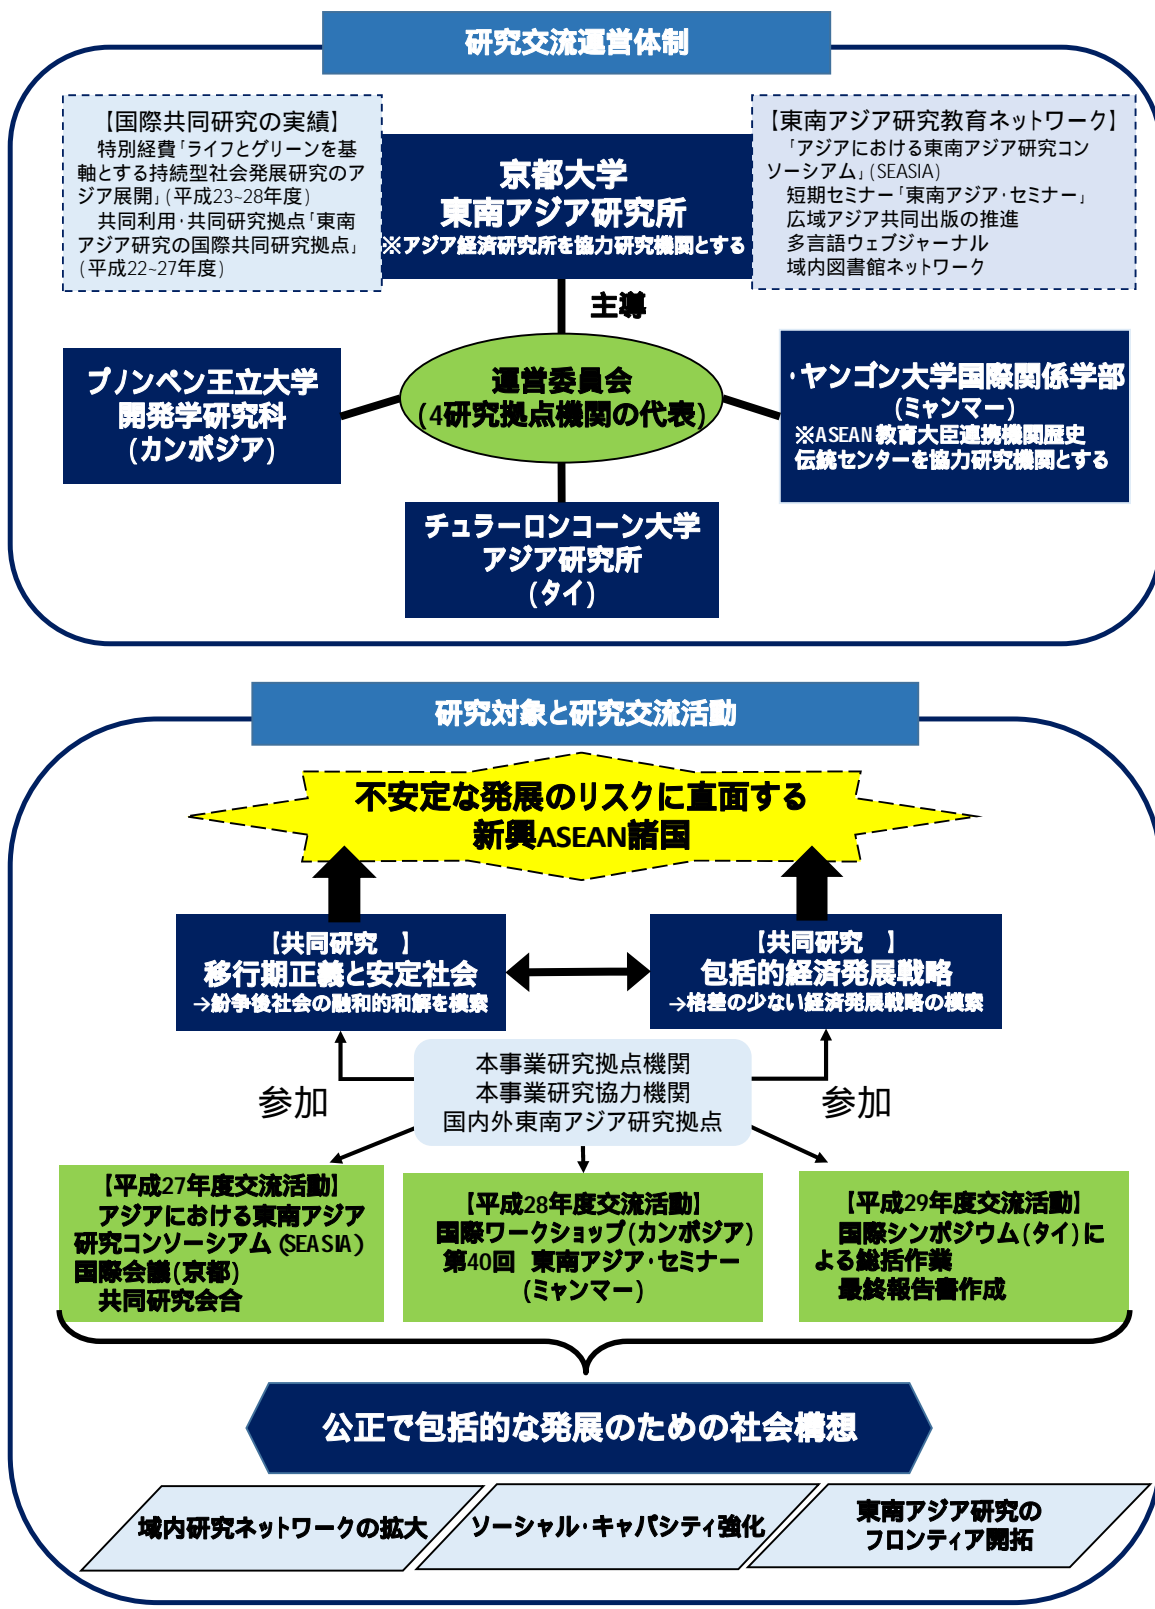 研究交流運営体制
【国際共同研究の実績】
特別経費「ライフとグリーンを基
軸とする持続型社会発展研究のア
ジア展開」(平成23~28年度)
共同利用・共同研究拠点「東南
アジア研究の国際共同研究拠点」
(平成22~27年度)
京都大学
東南アジア研究所
※アジア経済研究所を協力研究機関とする
【東南アジア研究教育ネットワーク】
「アジアにおける東南アジア研究コン
ソーシアム」(SEASIA)
短期セミナー「東南アジア・セミナー」
広域アジア共同出版の推進
多言語ウェブジャーナル
域内図書館ネットワーク
主導
運営委員会
(4研究拠点機関の代表)
プノンペン王立大学
開発学研究科
(カンボジア)
・ヤンゴン大学国際関係学部
(ミャンマー)
※ASEAN教育大臣連携機関歴史
伝統センターを協力研究機関とする
チュラーロンコーン大学
アジア研究所
(タイ)
研究対象と研究交流活動
不安定な発展のリスクに直面する
新興ASEAN諸国
【共同研究　】
移行期正義と安定社会
→紛争後社会の融和的和解を模索
【共同研究　】
包括的経済発展戦略
→格差の少ない経済発展戦略の模索
本事業研究拠点機関
本事業研究協力機関
国内外東南アジア研究拠点
参加
参加
【平成27年度交流活動】
アジアにおける東南アジア
研究コンソーシアム(SEASIA)
国際会議(京都)
共同研究会合
【平成28年度交流活動】
国際ワークショップ(カンボジア)
第40回　東南アジア・セミナー
(ミャンマー)
【平成29年度交流活動】
国際シンポジウム(タイ)に
よる総括作業
最終報告書作成
公正で包括的な発展のための社会構想
域内研究ネットワークの拡大
ソーシャル・キャパシティ強化
東南アジア研究の
フロンティア開拓